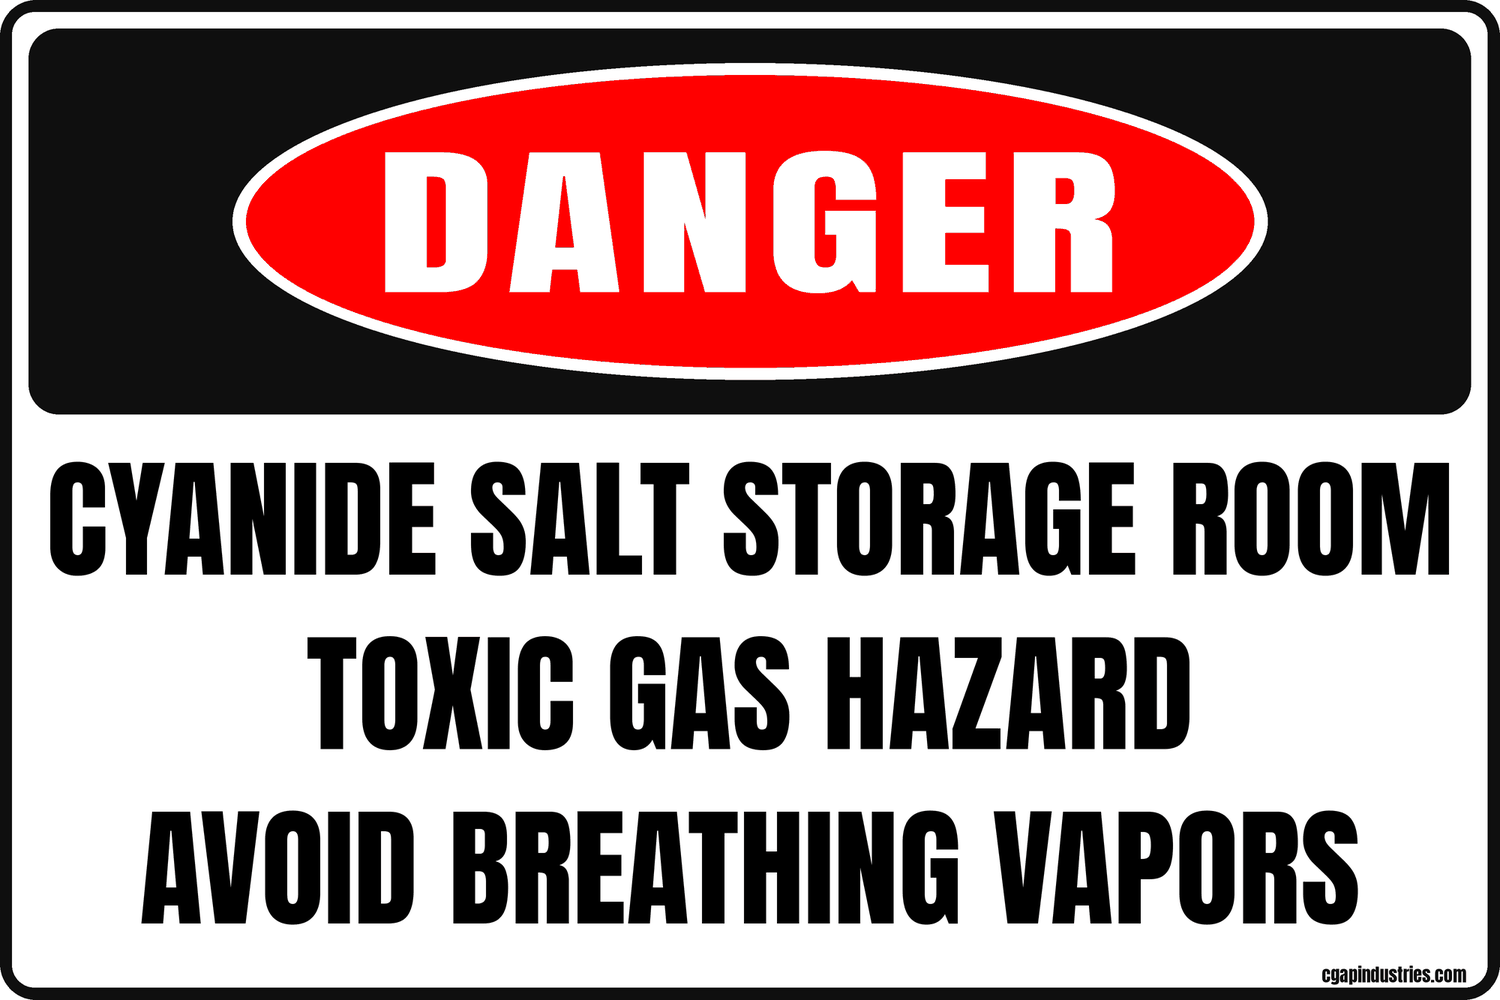 DANGER
CYANIDE SALT STORAGE ROOM
TOXIC GAS HAZARD
AVOID BREATHING VAPORS
cgapindustries.com